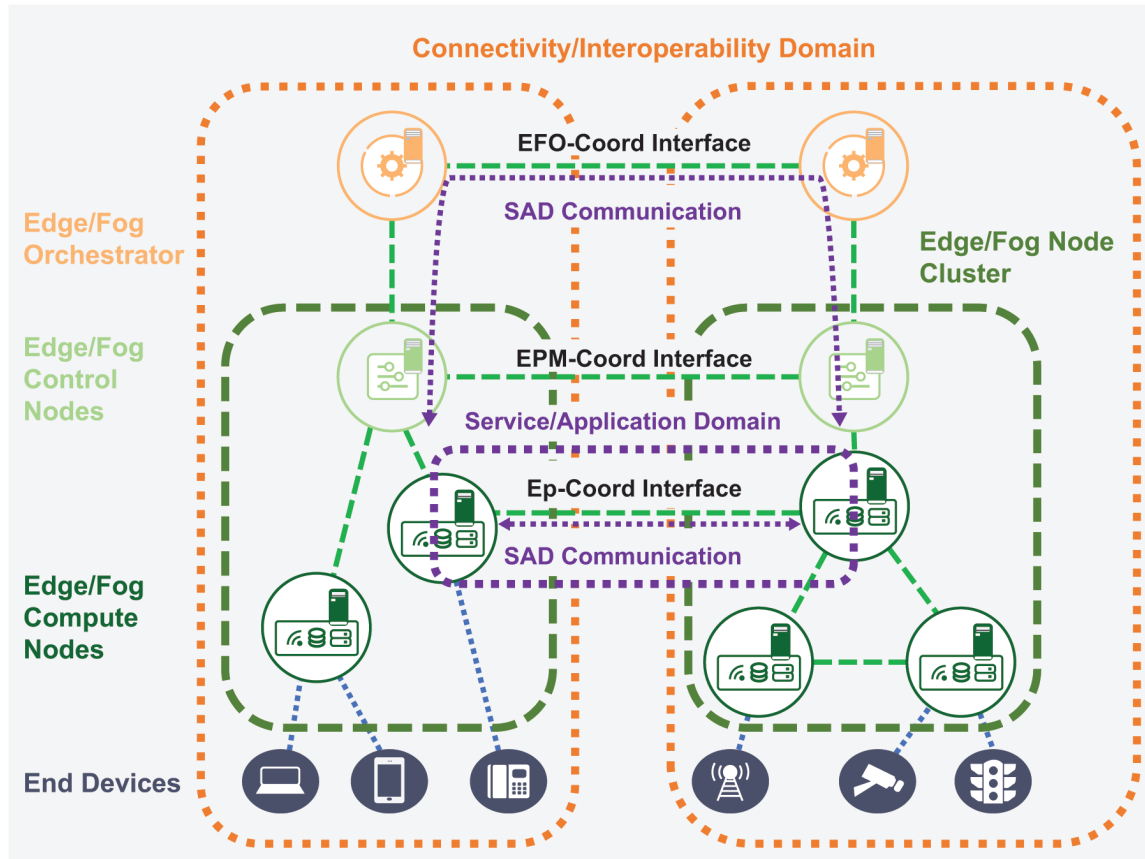 Connectivity/Interoperability Domain
EFO-Coord Interface
SAD Communication
Edge/Fog
Orchestrator
Edge/Fog Node
Cluster
Edge/Fog
Control
Nodes
EPM-Coord Interface
Service/Application Domain
Ep-Coord Interface
SAD Communication
Edge/Fog
Compute
Nodes
End Devices